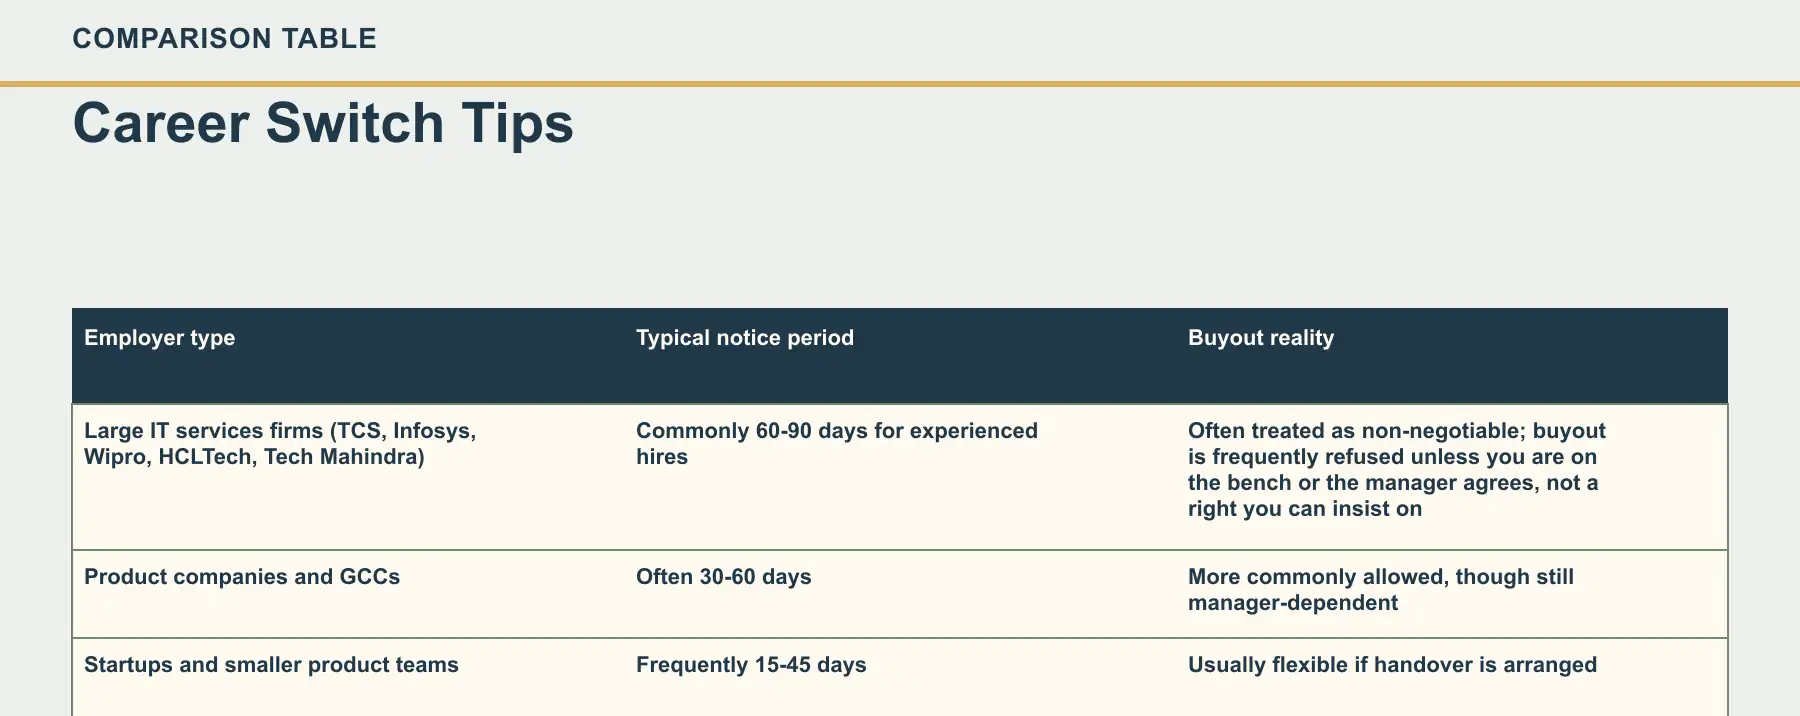 COMPARISON TABLE
Career Switch Tips
Employer type
Typical notice period
Buyout reality
Large IT services firms (TCS, Infosys,
Wipro, HCLTech, Tech Mahindra)
Commonly 60-90 days for experienced
hires
Often treated as non-negotiable; buyout
is frequently refused unless you are on
the bench or the manager agrees, not a
right you can insist on
Product companies and GCCs
Often 30-60 days
More commonly allowed, though still
manager-dependent
Startups and smaller product teams
Frequently 15-45 days
Usually flexible if handover is arranged